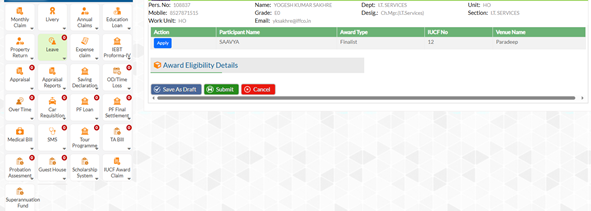 Pers. No: 508837 Name: YOGESH KUMAR SAKHRE Dept: I.T. SERVICES Unit: HO
Mobile: 8527871515 Grade: E0 Desig.: Ch.Mgr.(I.T.Services) Section: I.T. SERVICES
Work Unit: HO Email: yksakhre@iffco.in
Action Participant Name Award Type IUCF No Venue Name
Apply SAAVYA Finalist 12 Paradeep
Award Eligibility Details
Save As Draft Submit Cancel
Monthly Claim
Livery
Annual Claims
Education Loan
Property Return
Leave
Expense claim
IEBT Proforma-IV
Appraisal
Appraisal Reports
Saving Declaration
OD/Time Loss
Over Time
Car Requisition
PF Loan
PF Final Settlement
Medical Bill
SMS
Tour Programme
TA Bill
Probation Assesment
Guest House
Scholarship System
IUCF Award Claim
Superannuation Fund